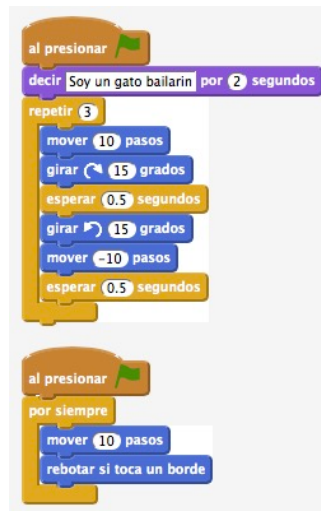 al presionar
decir Soy un gato bailarin por 2 segundos
repetir 3
mover 10 pasos
girar 15 grados
esperar 0.5 segundos
girar 15 grados
mover -10 pasos
esperar 0.5 segundos
al presionar
por siempre
mover 10 pasos
rebotar si toca un borde